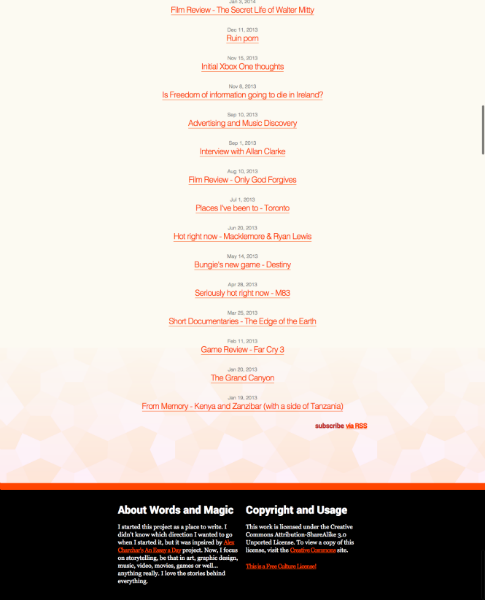 Jan 3, 2014
Film Review - The Secret Life of Walter Mitty
Dec 11, 2013
Ruin porn
Nov 15, 2013
Initial Xbox One thoughts
Nov 6, 2013
Is Freedom of information going to die in Ireland?
Sep 10, 2013
Advertising and Music Discovery
Sep 1, 2013
Interview with Allan Clarke
Aug 10, 2013
Film Review - Only God Forgives
Jul 1, 2013
Places I've been to - Toronto
Jun 20, 2013
Hot right now - Macklemore & Ryan Lewis
May 14, 2013
Bungie's new game - Destiny
Apr 28, 2013
Seriously hot right now - M83
Mar 25, 2013
Short Documentaries - The Edge of the Earth
Feb 11, 2013
Game Review - Far Cry 3
Jan 20, 2013
The Grand Canyon
Jan 19, 2013
From Memory - Kenya and Zanzibar (with a side of Tanzania)
subscribe via RSS
About Words and Magic
I started this project as a place to write. I
didn't know which direction I wanted to go
when I started it, but it was inpsired by Alex
Charchar's An Essay a Day project. Now, I focus
on storytelling, be that in art, graphic design,
music, video, movies, games or well...
anything really. I love the stories behind
everything.
Copyright and Usage
This work is licensed under the Creative
Commons Attribution-ShareAlike 3.0
Unported License. To view a copy of this
license, visit the Creative Commons site.
This is a Free Culture License!